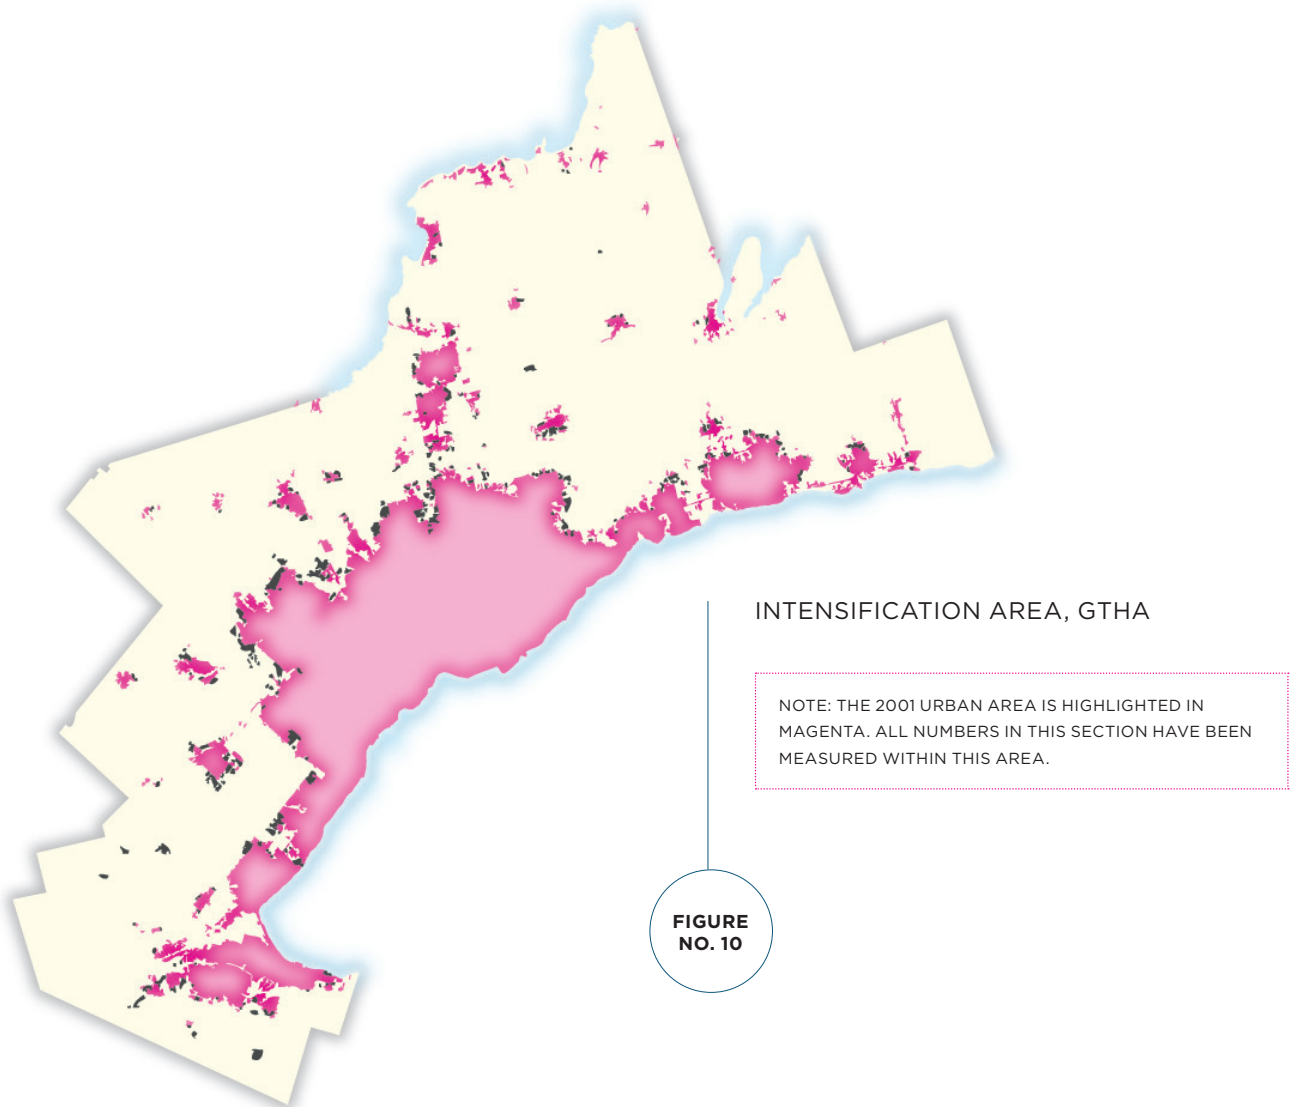 INTENSIFICATION AREA, GTHA
NOTE: THE 2001 URBAN AREA IS HIGHLIGHTED IN
MAGENTA. ALL NUMBERS IN THIS SECTION HAVE BEEN
MEASURED WITHIN THIS AREA.
FIGURE
NO. 10